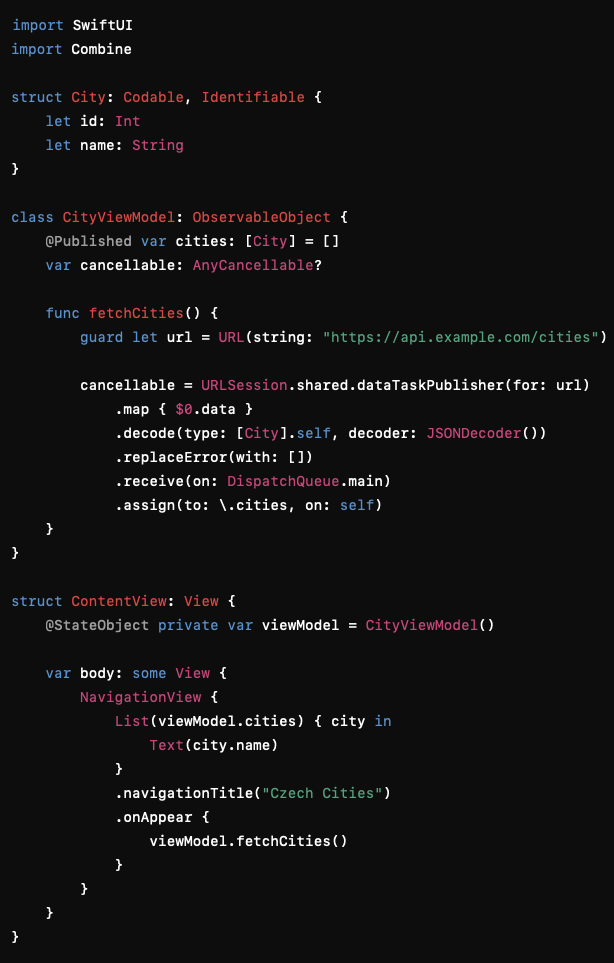 import SwiftUI
import Combine

struct City: Codable, Identifiable {
    let id: Int
    let name: String
}

class CityViewModel: ObservableObject {
    @Published var cities: [City] = []
    var cancellable: AnyCancellable?

    func fetchCities() {
        guard let url = URL(string: "https://api.example.com/cities")

        cancellable = URLSession.shared.dataTaskPublisher(for: url)
            .map { $0.data }
            .decode(type: [City].self, decoder: JSONDecoder())
            .replaceError(with: [])
            .receive(on: DispatchQueue.main)
            .assign(to: \.cities, on: self)
    }
}

struct ContentView: View {
    @StateObject private var viewModel = CityViewModel()

    var body: some View {
        NavigationView {
            List(viewModel.cities) { city in
                Text(city.name)
            }
            .navigationTitle("Czech Cities")
            .onAppear {
                viewModel.fetchCities()
            }
        }
    }
}